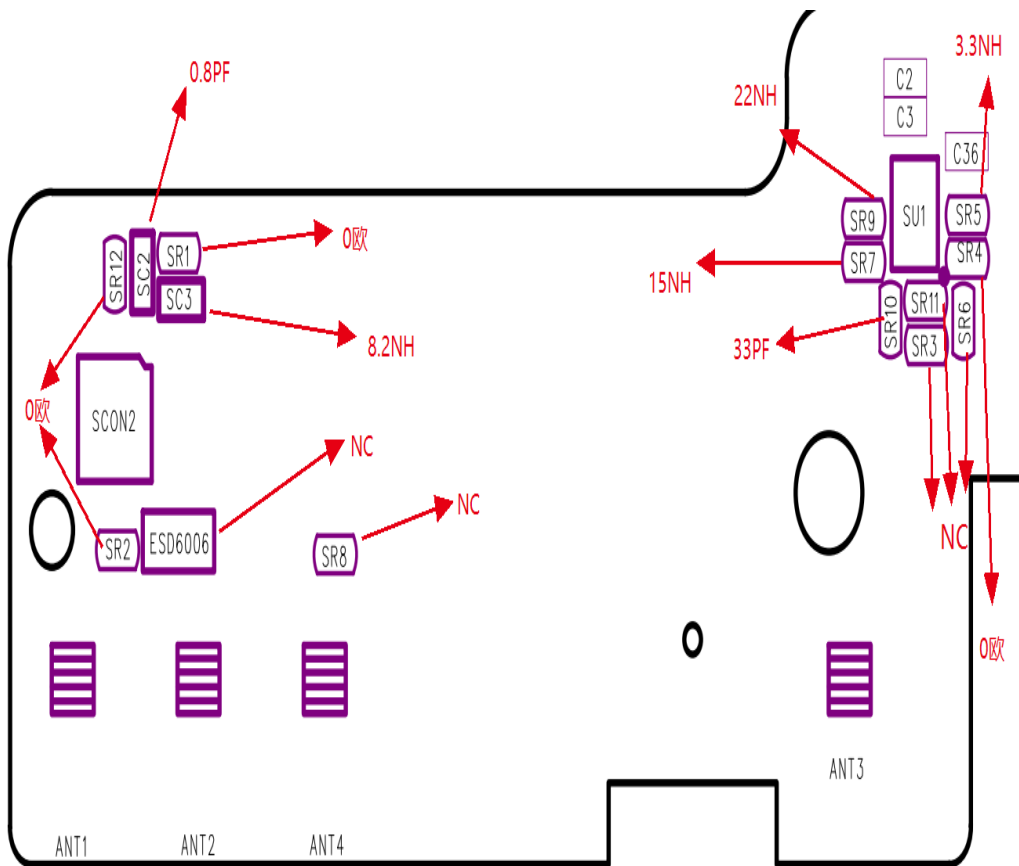 3.3NH
0.8PF
C2
22NH
C3
C36
SR9
SU1
SR5
SR12
SC2
SR1
0欧
SR4
SR7
15NH
SC3
SR10
SR11
SR6
8.2NH
33PF
SR3
0欧
SCON2
NC
NC
NC
SR2
ESD6006
SR8
0欧
ANT3
ANT1
ANT2
ANT4